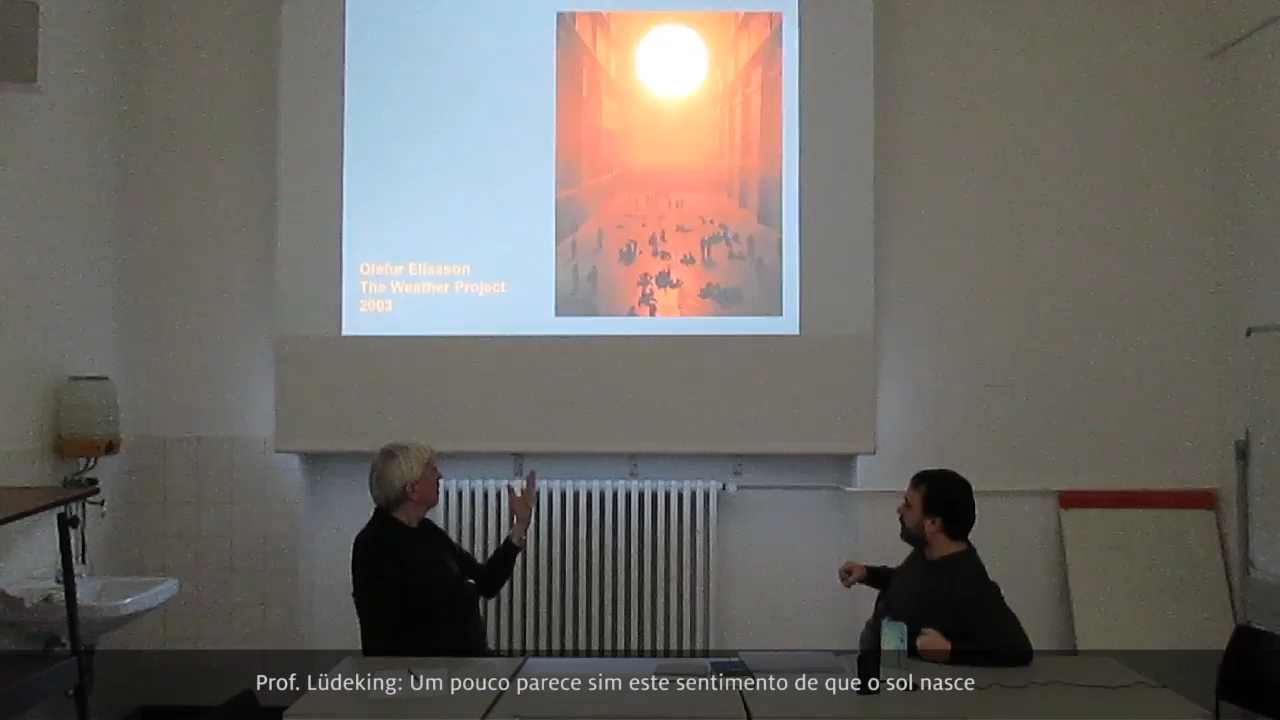 Olafur Eliasson
The Weather Project
2003
Prof. Lüdeking: Um pouco parece sim este sentimento de que o sol nasce